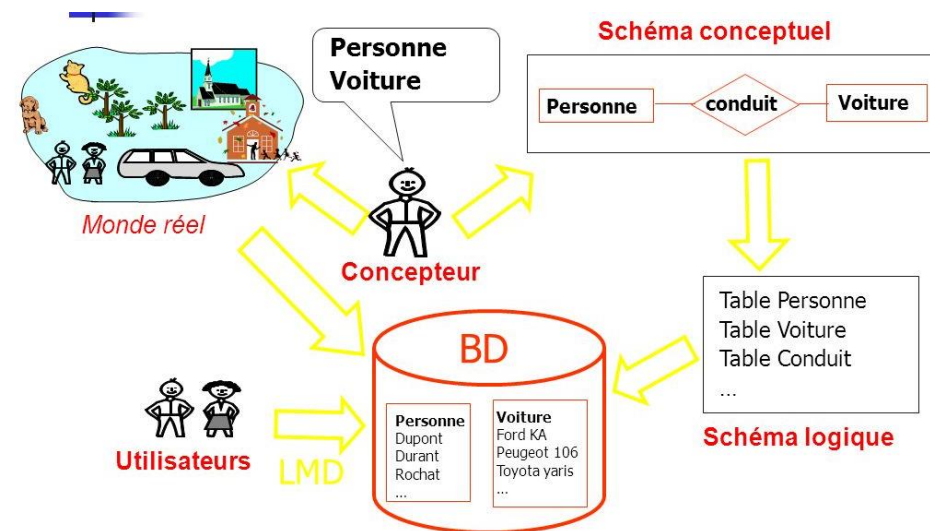 Schéma conceptuel
Personne
Voiture
Personne
conduit
Voiture
Monde réel
Concepteur
Table Personne
Table Voiture
Table Conduit
...
Schéma logique
BD
Personne
Dupont
Durant
Rochat
...
Voiture
Ford KA
Peugeot 106
Toyota yaris
...
Utilisateurs
LMD